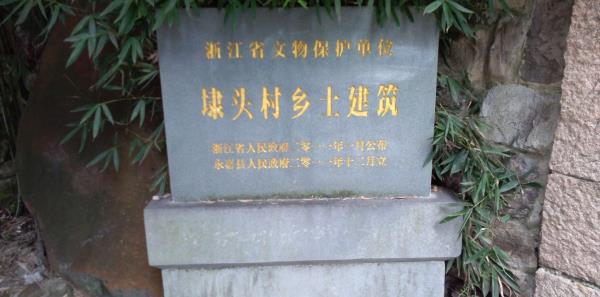 浙江省文物保护单位
埭头村乡土建筑
浙江省人民政府二零一一年一月公布
永嘉县人民政府二零一一年十二月立